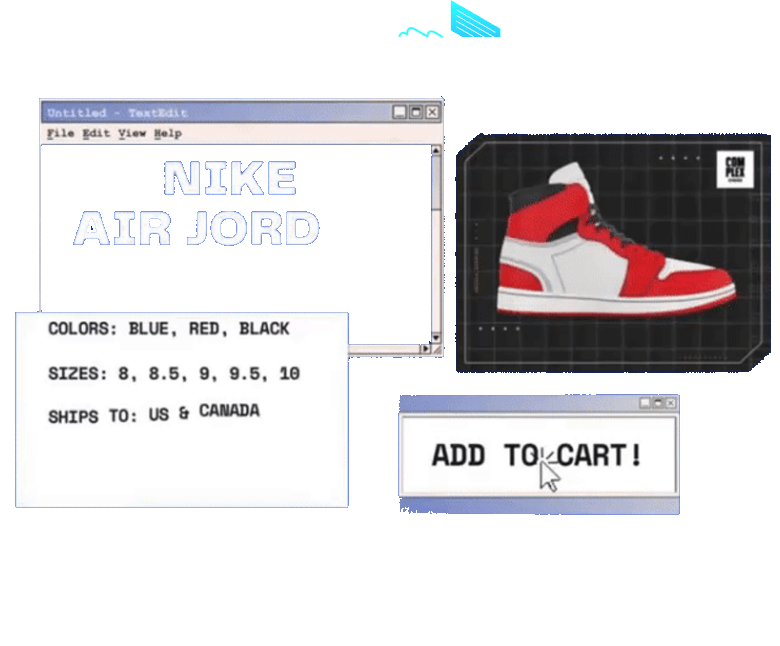 Untitled - TextEdit
File Edit View Help
NIKE
AIR JORD
COM
PLEX
COLORS: BLUE, RED, BLACK
SIZES: 8, 8.5, 9, 9.5, 10
SHIPS TO: US & CANADA
ADD TO CART!